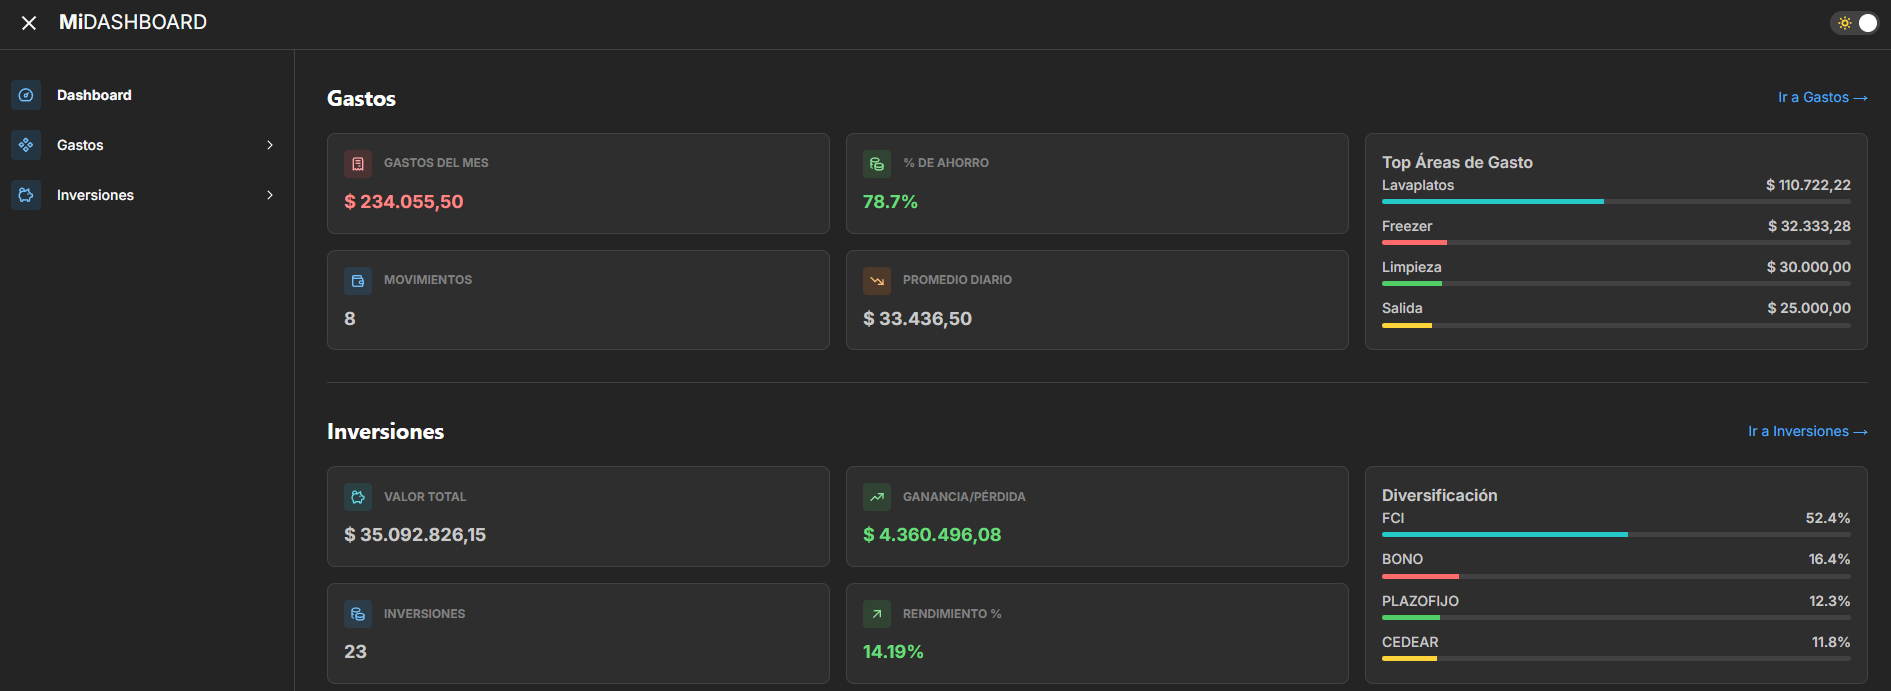 MiDASHBOARD
Dashboard
Gastos
Inversiones
Gastos
Ir a Gastos →
GASTOS DEL MES
$ 234.055,50
% DE AHORRO
78.7%
MOVIMIENTOS
8
PROMEDIO DIARIO
$ 33.436,50
Top Áreas de Gasto
Lavaplatos $ 110.722,22
Freezer $ 32.333,28
Limpieza $ 30.000,00
Salida $ 25.000,00
Inversiones
Ir a Inversiones →
VALOR TOTAL
$ 35.092.826,15
GANANCIA/PÉRDIDA
$ 4.360.496,08
INVERSIONES
23
RENDIMIENTO %
14.19%
Diversificación
FCI 52.4%
BONO 16.4%
PLAZOFIJO 12.3%
CEDEAR 11.8%